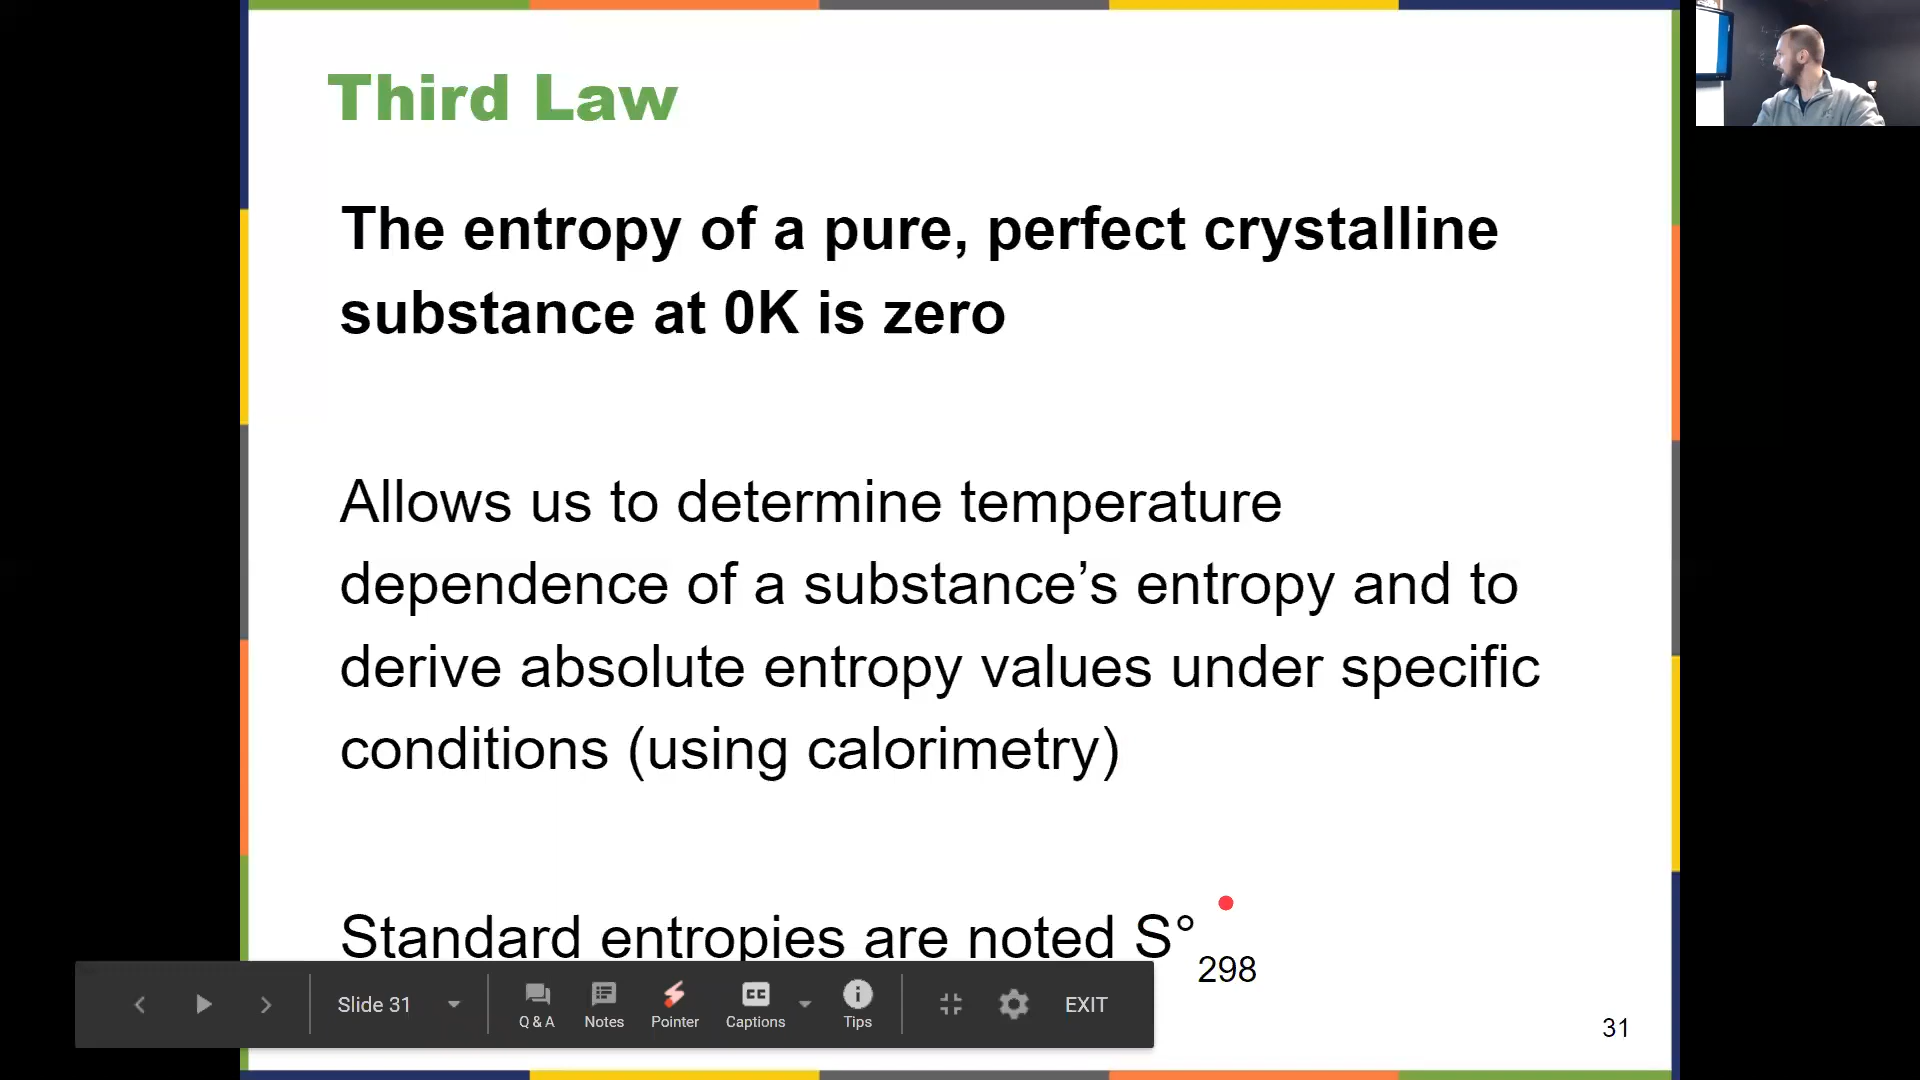 Third Law
The entropy of a pure, perfect crystalline
substance at 0K is zero
Allows us to determine temperature
dependence of a substance’s entropy and to
derive absolute entropy values under specific
conditions (using calorimetry)
Standard entropies are noted S°298
Slide 31
CC
Q & A
Notes
Pointer
Captions
Tips
EXIT
31